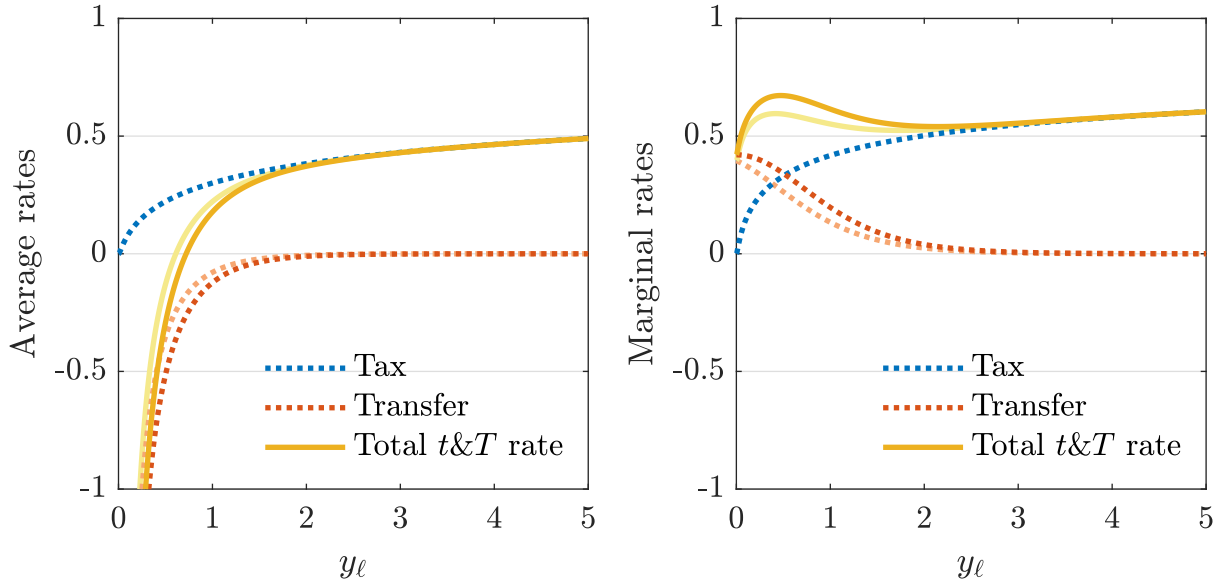 1
0.5
0
-0.5
-1
Average rates
Tax
Transfer
Total t&T rate
0 1 2 3 4 5
yℓ
1
0.5
0
-0.5
-1
Marginal rates
Tax
Transfer
Total t&T rate
0 1 2 3 4 5
yℓ